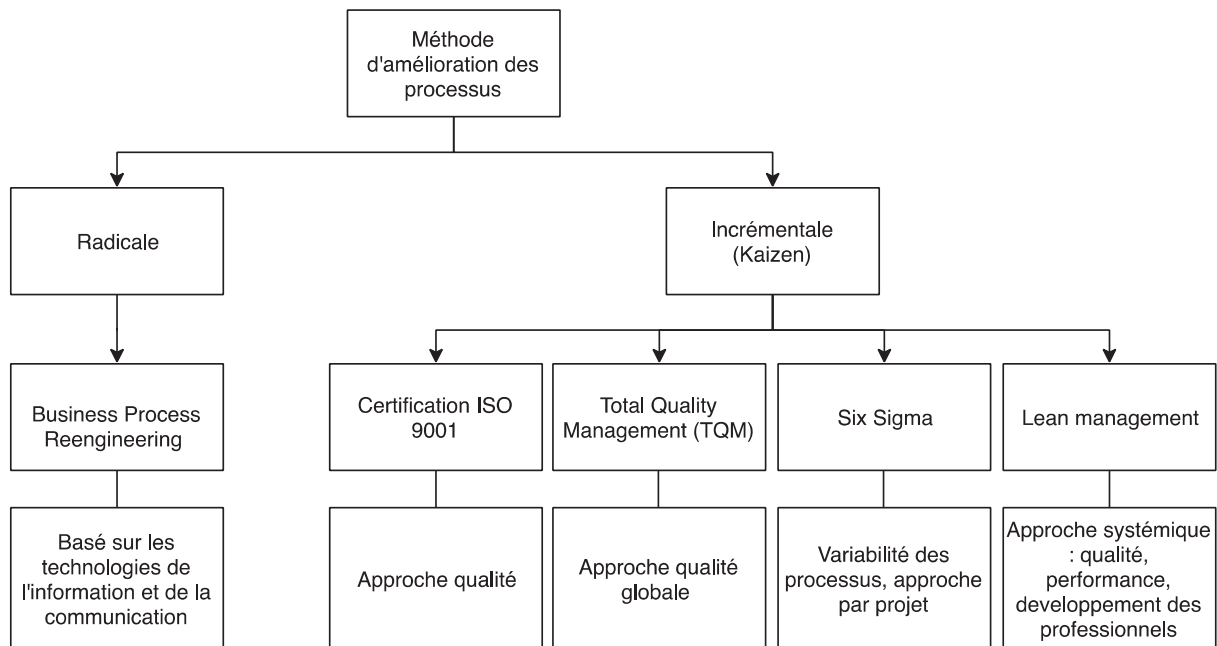 Méthode
d'amélioration des
processus
Radicale
Incrémentale
(Kaizen)
Business Process
Reengineering
Certification ISO
9001
Total Quality
Management (TQM)
Six Sigma
Lean management
Basé sur les
technologies de
l'information et de la
communication
Approche qualité
Approche qualité
globale
Variabilité des
processus, approche
par projet
Approche systémique
: qualité,
performance,
developpement des
professionnels